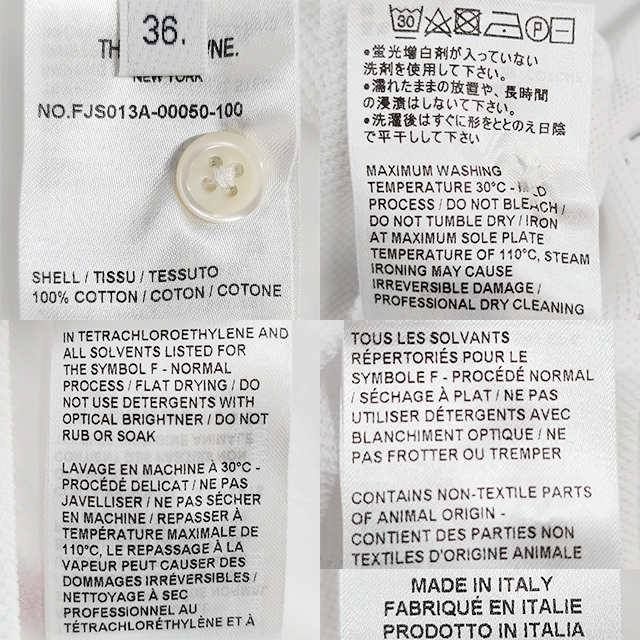 36.
TH NE.
NEW YORK
NO.FJS013A-00050-100
SHELL / TISSU / TESSUTO
100% COTTON / COTON / COTONE
30
P
●蛍光増白剤が入っていない
洗剤を使用して下さい。
●濡れたままの放置や、長時間
の浸漬はしないて下さい。
●洗濯後はすぐに形をととのえ日陰
で平干しして下さい
MAXIMUM WASHING
TEMPERATURE 30°C - MILD
PROCESS / DO NOT BLEACH /
DO NOT TUMBLE DRY / IRON
AT MAXIMUM SOLE PLATE
TEMPERATURE OF 110°C, STEAM
IRONING MAY CAUSE
IRREVERSIBLE DAMAGE /
PROFESSIONAL DRY CLEANING
IN TETRACHLOROETHYLENE AND
ALL SOLVENTS LISTED FOR
THE SYMBOL F - NORMAL
PROCESS / FLAT DRYING / DO
NOT USE DETERGENTS WITH
OPTICAL BRIGHTNER / DO NOT
RUB OR SOAK
LAVAGE EN MACHINE À 30°C -
PROCÉDÉ DELICAT / NE PAS
JAVELLISER / NE PAS SÉCHER
EN MACHINE / REPASSER À
TEMPÉRATURE MAXIMALE DE
110°C, LE REPASSAGE À LA
VAPEUR PEUT CAUSER DES
DOMMAGES IRRÉVERSIBLES /
NETTOYAGE À SEC
PROFESSIONNEL AU
TÉTRACHLORÉTHYLÈNE ET À
TOUS LES SOLVANTS
RÉPERTORIÉS POUR LE
SYMBOLE F - PROCÉDÉ NORMAL
/ SÉCHAGE À PLAT / NE PAS
UTILISER DÉTERGENTS AVEC
BLANCHIMENT OPTIQUE / NE
PAS FROTTER OU TREMPER
CONTAINS NON-TEXTILE PARTS
OF ANIMAL ORIGIN -
CONTIENT DES PARTIES NON
TEXTILES D'ORIGINE ANIMALE
MADE IN ITALY
FABRIQUÉ EN ITALIE
PRODOTTO IN ITALIA